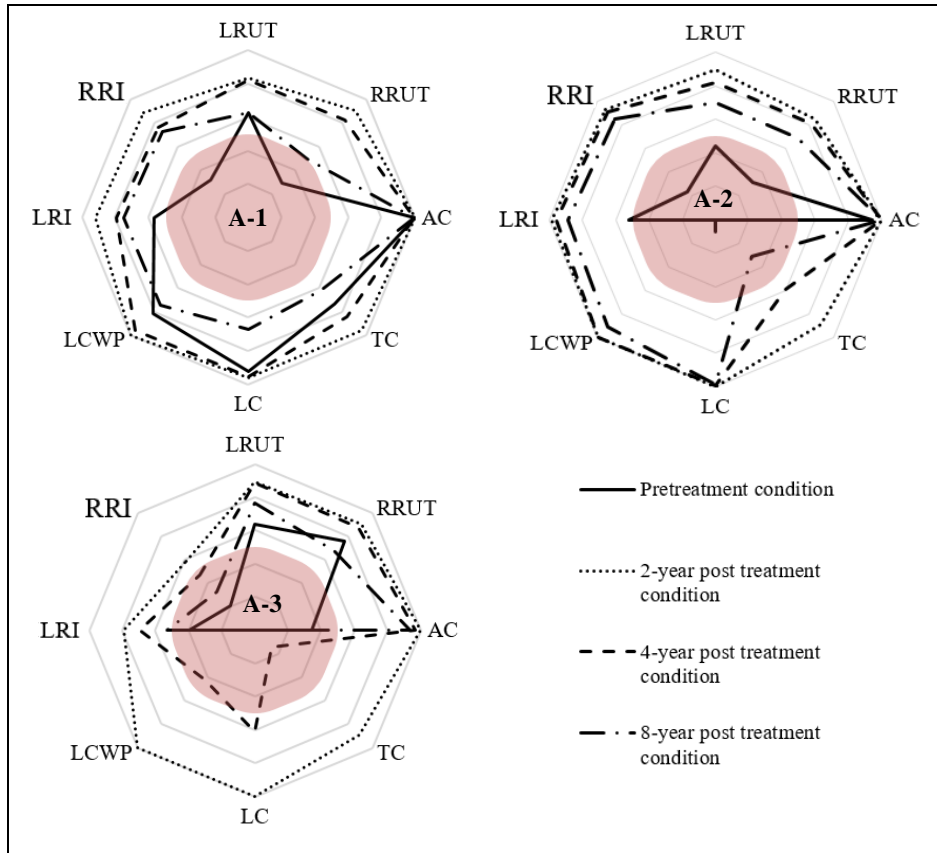 LRUT
RRUT
AC
TC
LC
LCWP
LRI
RRI
A-1
LRUT
RRUT
AC
TC
LC
LCWP
LRI
RRI
A-2
LRUT
RRUT
AC
TC
LC
LCWP
LRI
RRI
A-3
Pretreatment condition
2-year post treatment
condition
4-year post treatment
condition
8-year post treatment
condition